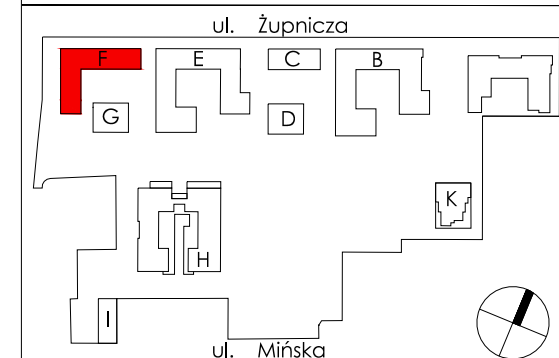 ul. Żupnicza
F E C B
G D
K
H
I
ul. Mińska